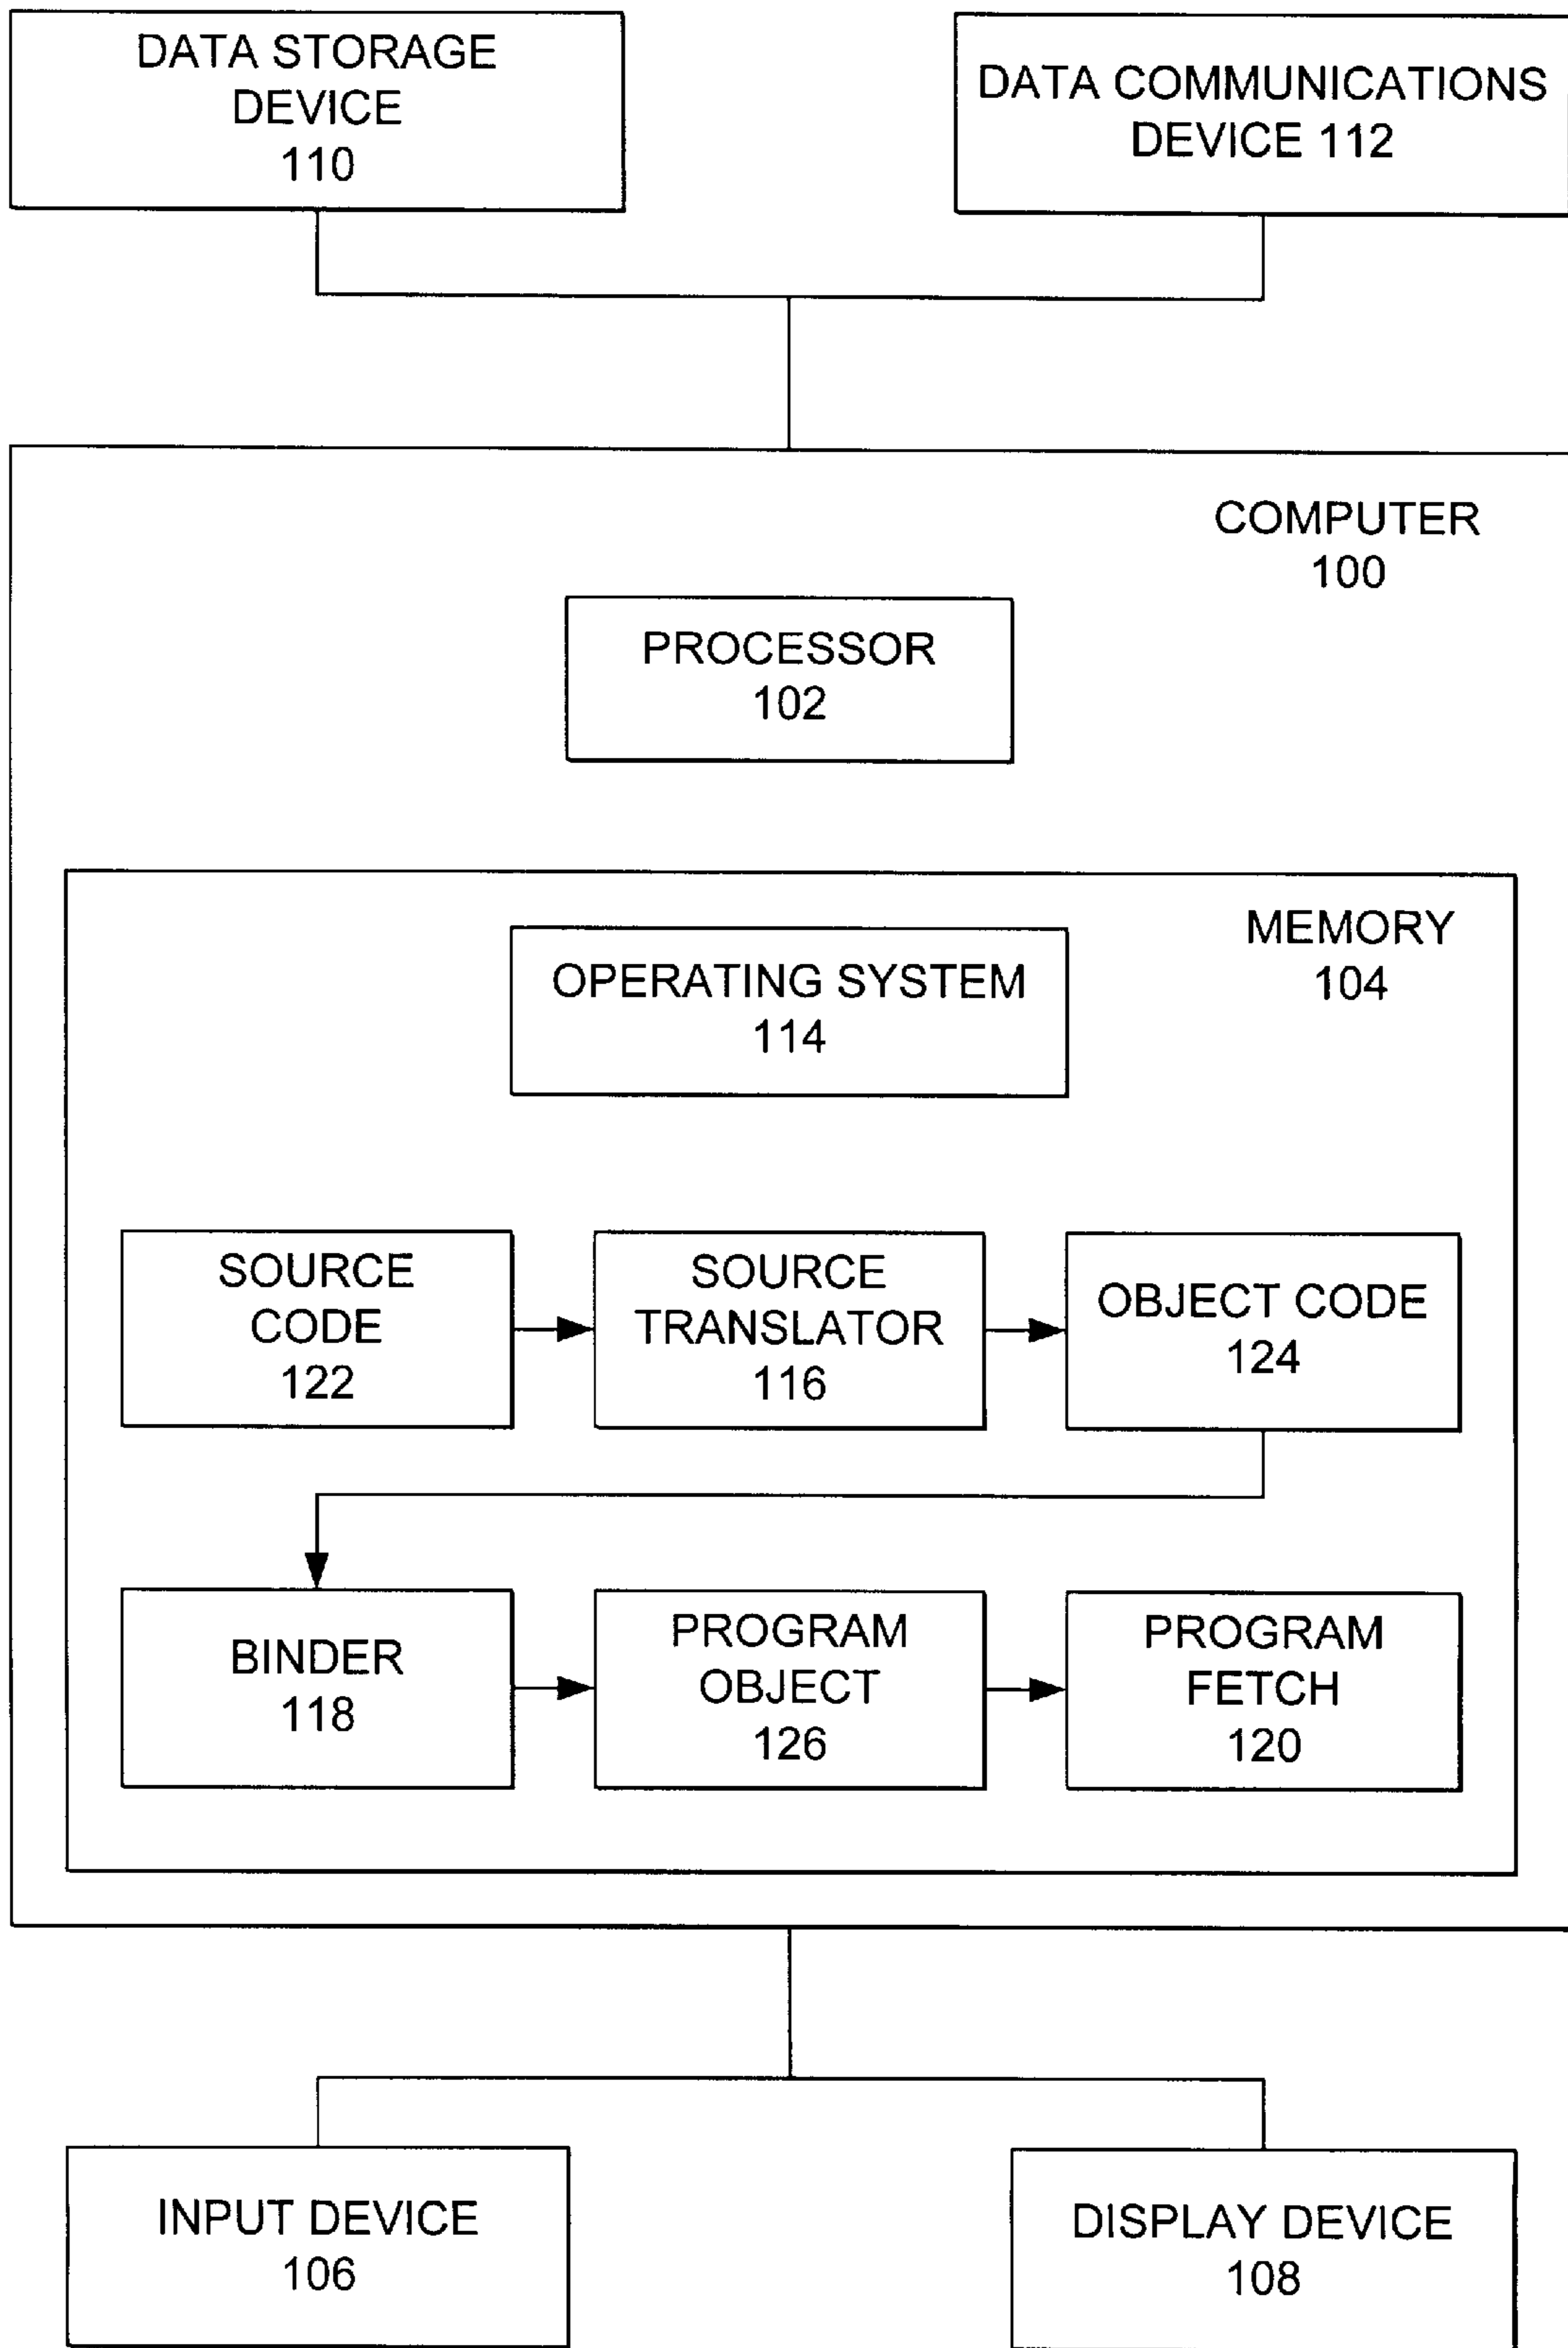 DATA STORAGE
DEVICE
110
DATA COMMUNICATIONS
DEVICE 112
COMPUTER
100
PROCESSOR
102
MEMORY
104
OPERATING SYSTEM
114
SOURCE
CODE
122
SOURCE
TRANSLATOR
116
OBJECT CODE
124
BINDER
118
PROGRAM
OBJECT
126
PROGRAM
FETCH
120
INPUT DEVICE
106
DISPLAY DEVICE
108